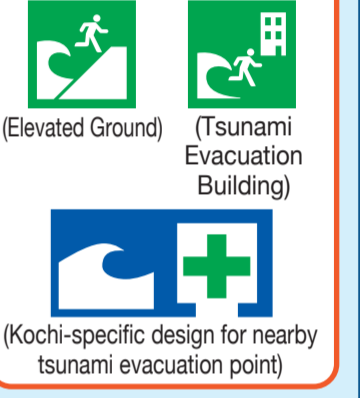 (Elevated Ground)
(Tsunami
Evacuation
Building)
(Kochi-specific design for nearby
tsunami evacuation point)